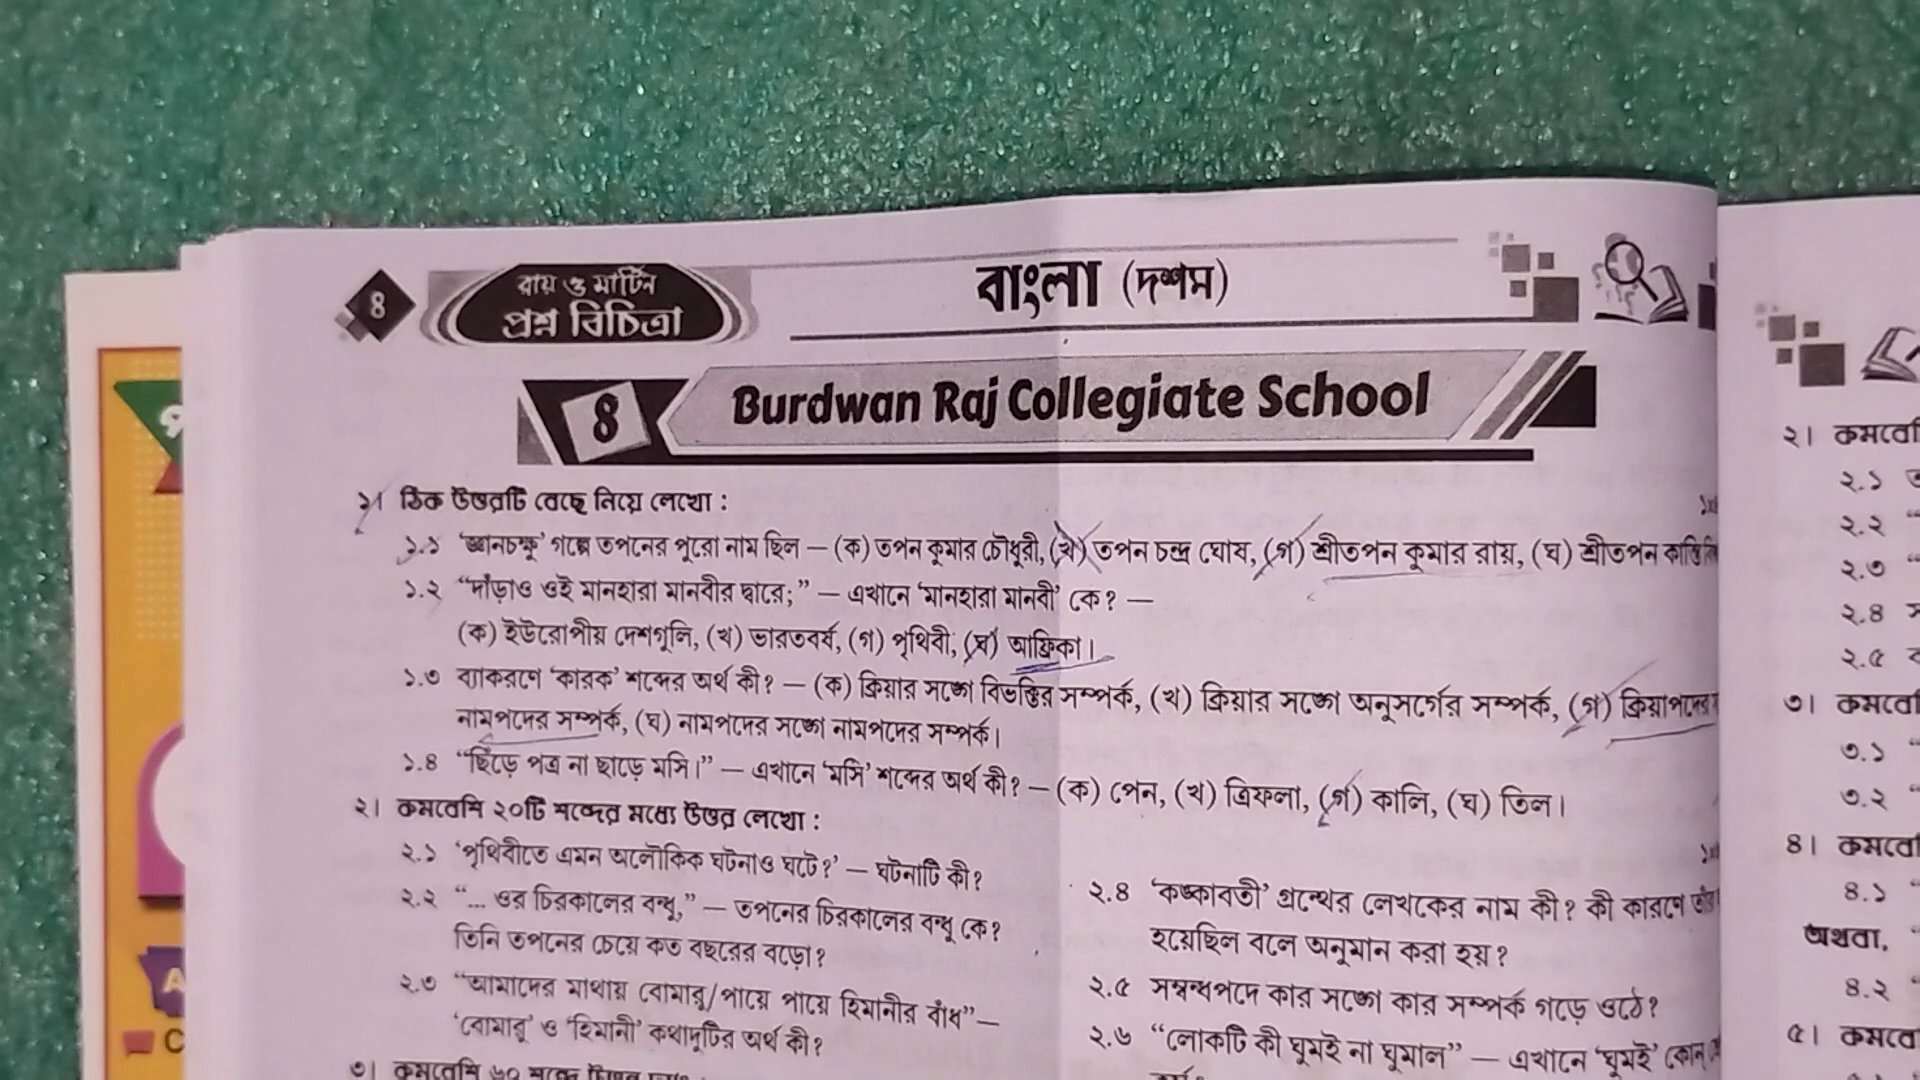 8
রায় ও মার্টিন
প্রশ্ন বিচিত্রা
বাংলা (দশম)
8 Burdwan Raj Collegiate School
১। ঠিক উত্তরটি বেছে নিয়ে লেখো :
১.১ 'জ্ঞানচক্ষু' গল্পে তপনের পুরো নাম ছিল — (ক) তপন কুমার চৌধুরী, (খ) তপন চন্দ্র ঘোষ, (গ) শ্রীতপন কুমার রায়, (ঘ) শ্রীতপন
১.২ “দাঁড়াও ওই মানহারা মানবীর দ্বারে;” — এখানে 'মানহারা মানবী' কে? —
(ক) ইউরোপীয় দেশগুলি, (খ) ভারতবর্ষ, (গ) পৃথিবী, (ঘ) আফ্রিকা।
১.৩ ব্যাকরণে 'কারক' শব্দের অর্থ কী? — (ক) ক্রিয়ার সঙ্গে বিভক্তির সম্পর্ক, (খ) ক্রিয়ার সঙ্গে অনুসর্গের সম্পর্ক, (গ) ক্রিয়াপদের
নামপদের সম্পর্ক, (ঘ) নামপদের সঙ্গে নামপদের সম্পর্ক।
১.৪ “ছিঁড়ে পত্র না ছাড়ে মসি।” — এখানে 'মসি' শব্দের অর্থ কী? — (ক) পেন, (খ) ত্রিফলা, (গ) কালি, (ঘ) তিল।
২। কমবেশি ২০টি শব্দের মধ্যে উত্তর লেখো :
২.১ 'পৃথিবীতে এমন অলৌকিক ঘটনাও ঘটে?' — ঘটনাটি কী?
২.২ “... ওর চিরকালের বন্ধু,” — তপনের চিরকালের বন্ধু কে?
তিনি তপনের চেয়ে কত বছরের বড়ো?
২.৩ “আমাদের মাথায় বোমারু/পায়ে পায়ে হিমানীর বাঁধ”—
'বোমারু' ও 'হিমানী' কথাদুটির অর্থ কী?
২.৪ 'কঙ্কাবতী' গ্রন্থের লেখকের নাম কী? কী কারণে
হয়েছিল বলে অনুমান করা হয়?
২.৫ সম্বন্ধপদে কার সঙ্গে কার সম্পর্ক গড়ে ওঠে?
২.৬ “লোকটি কী ঘুমই না ঘুমাল” — এখানে 'ঘুমই' কোন
৩। কমবেশি ৬০
২।
২.১
২.২
২.৩
২.৪
২.৫
৩।
৩.১
৩.২
৪।
৪.১
অথবা,
৪.২
৫।